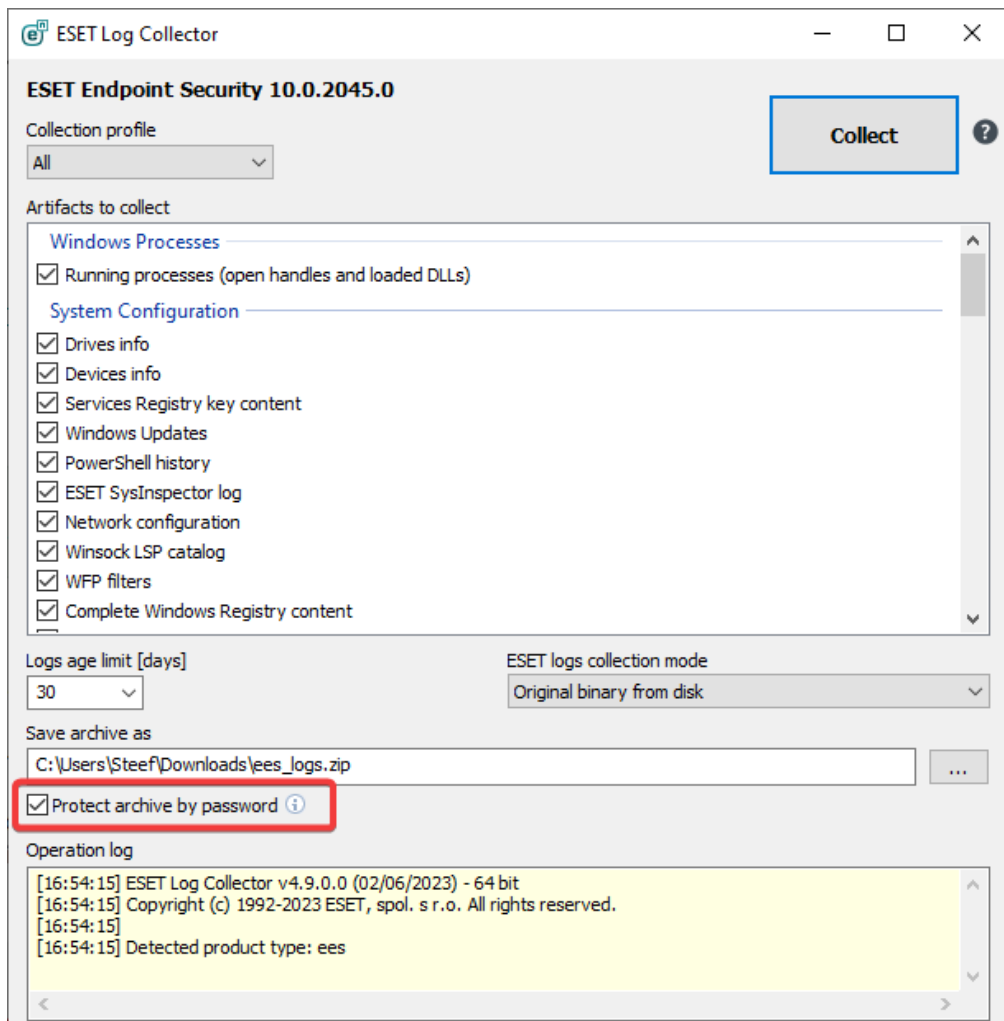 ESET Log Collector
ESET Endpoint Security 10.0.2045.0
Collection profile
All
Collect
?
Artifacts to collect
Windows Processes
Running processes (open handles and loaded DLLs)
System Configuration
Drives info
Devices info
Services Registry key content
Windows Updates
PowerShell history
ESET SysInspector log
Network configuration
Winsock LSP catalog
WFP filters
Complete Windows Registry content
Logs age limit [days]
30
ESET logs collection mode
Original binary from disk
Save archive as
C:\Users\Steef\Downloads\ees_logs.zip
...
Protect archive by password
Operation log
[16:54:15] ESET Log Collector v4.9.0.0 (02/06/2023) - 64 bit
[16:54:15] Copyright (c) 1992-2023 ESET, spol. s r.o. All rights reserved.
[16:54:15]
[16:54:15] Detected product type: ees